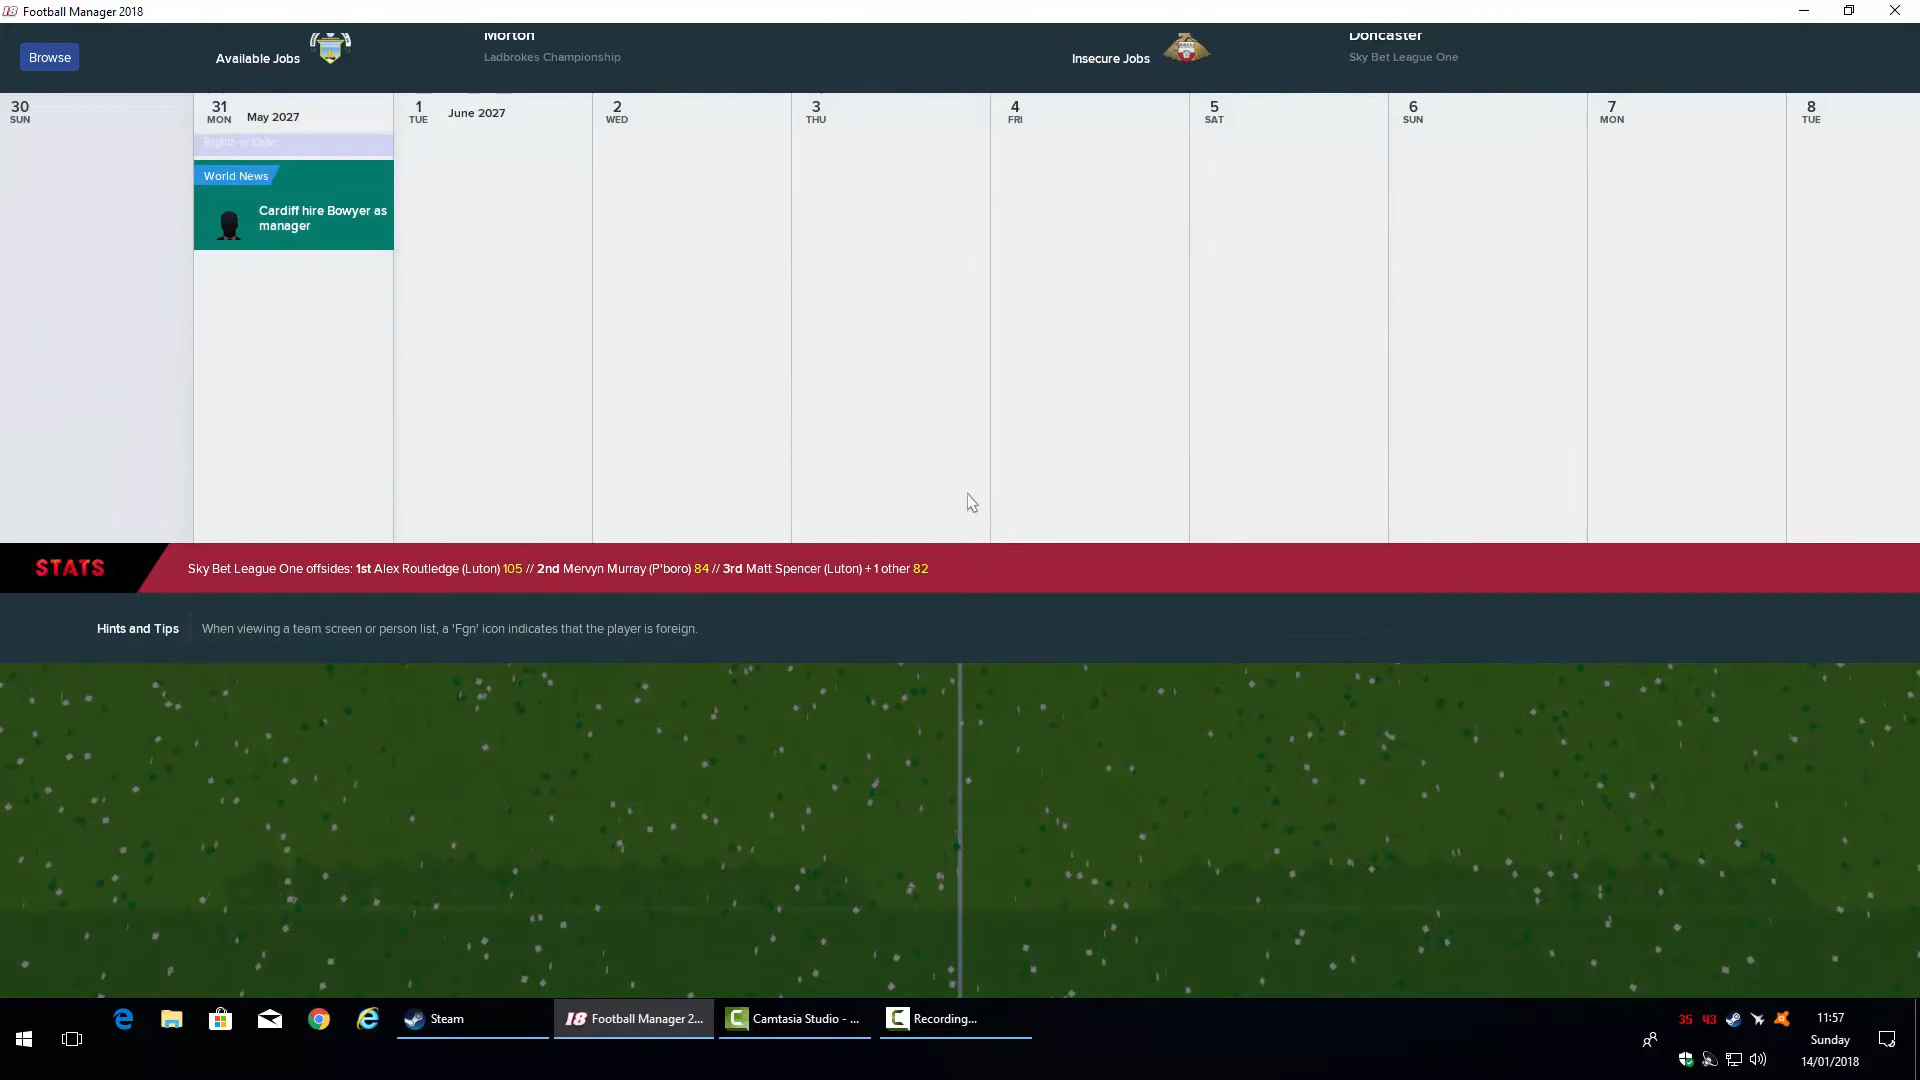 18 Football Manager 2018
Browse
Available Jobs
Morton
Ladbrokes Championship
Insecure Jobs
Doncaster
Sky Bet League One
30
SUN
31
MON
May 2027
1
TUE
June 2027
2
WED
3
THU
4
FRI
5
SAT
6
SUN
7
MON
8
TUE
World News
Cardiff hire Bowyer as
manager
STATS
Sky Bet League One offsides: 1st Alex Routledge (Luton) 105 // 2nd Mervyn Murray (P'boro) 84 // 3rd Matt Spencer (Luton) + 1 other 82
Hints and Tips
When viewing a team screen or person list, a 'Fgn' icon indicates that the player is foreign.
Steam
18 Football Manager 2...
Camtasia Studio - ...
Recording...
35 43
11:57
Sunday
14/01/2018